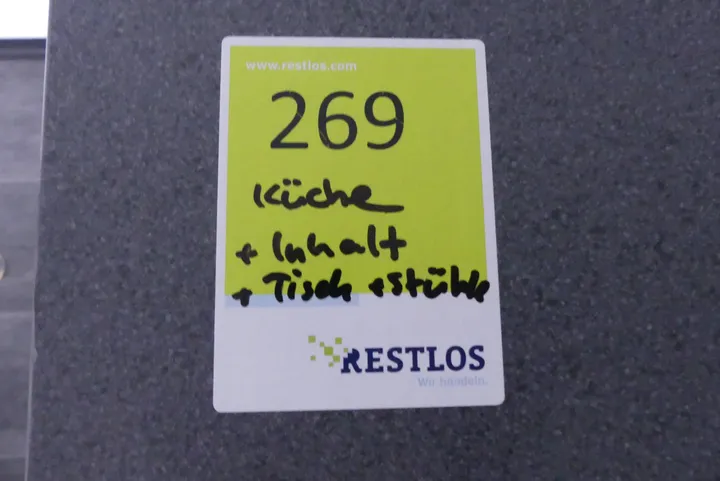 www.restlos.com
269
Küche
+ Inhalt
+ Tisch + Stühle
RESTLOS
Wir handeln.